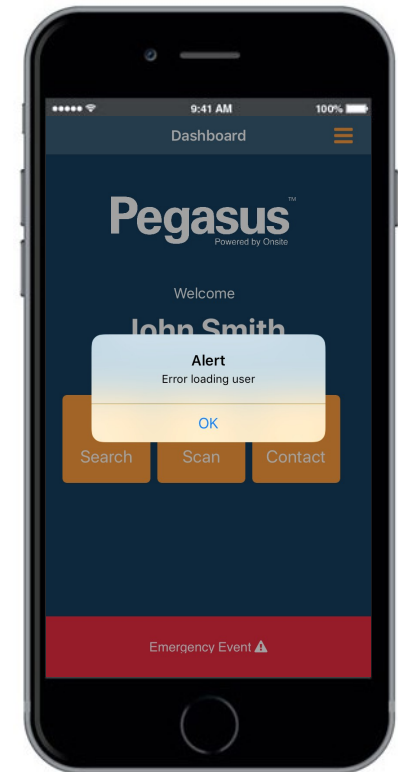 9:41 AM
100%
Dashboard
Pegasus™
Powered by Onsite
Welcome
John Smith
Alert
Error loading user
OK
Search
Scan
Contact
Emergency Event